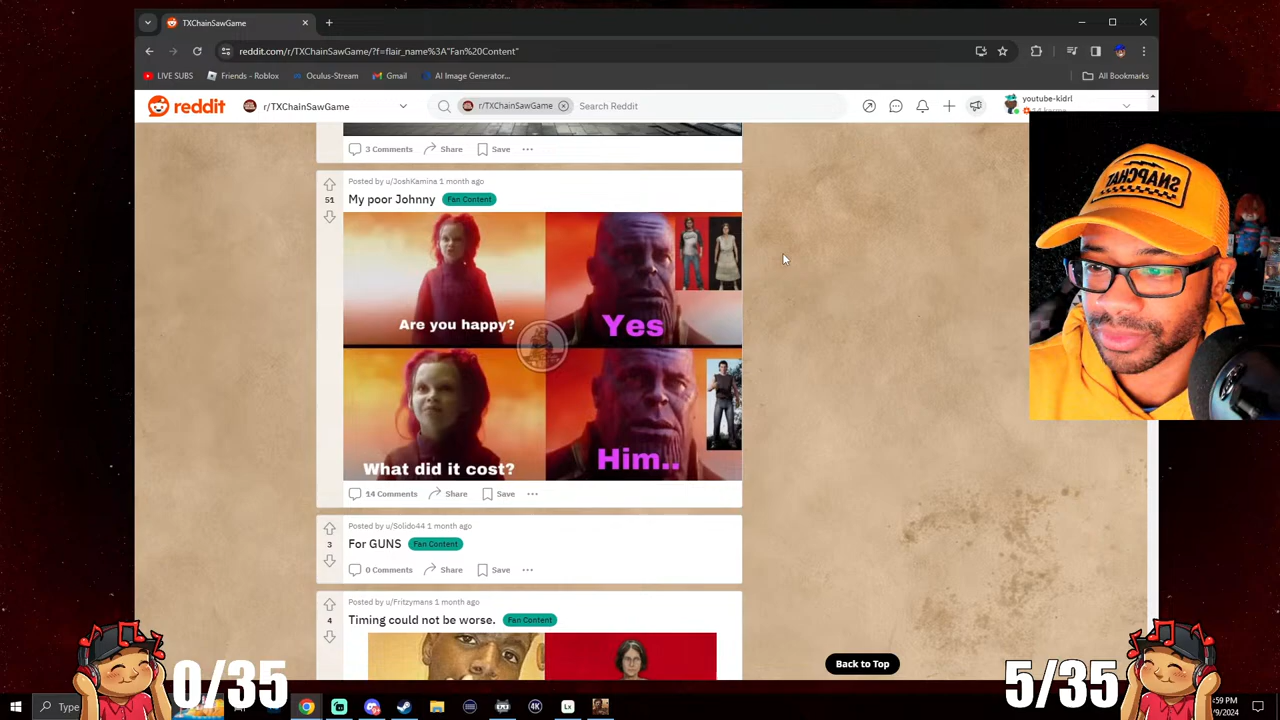 TXChainSawGame
reddit.com/r/TXChainSawGame/?f=flair_name%3A"Fan%20Content"
LIVE SUBS
Friends - Roblox
Oculus-Stream
Gmail
AI Image Generator...
All Bookmarks
reddit
r/TXChainSawGame
r/TXChainSawGame
Search Reddit
youtube-kidrl
3 Comments
Share
Save
Posted by u/JoshKamina 1 month ago
51
My poor Johnny
Fan Content
Are you happy?
Yes
What did it cost?
Him..
14 Comments
Share
Save
Posted by u/Solido44 1 month ago
3
For GUNS
Fan Content
0 Comments
Share
Save
Posted by u/Fritzymans 1 month ago
4
Timing could not be worse.
Fan Content
Back to Top
SNAPCHAT
0/35
5/35
Type
:59 PM
/9/2024